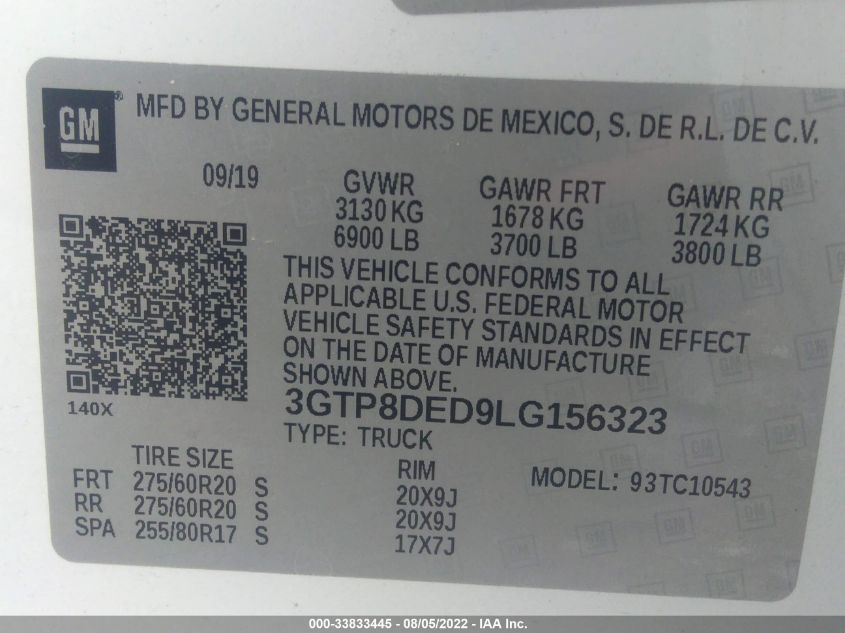 GM ®
MFD BY GENERAL MOTORS DE MEXICO, S. DE R.L. DE C.V.
09/19
GVWR
3130 KG
6900 LB
GAWR FRT
1678 KG
3700 LB
GAWR RR
1724 KG
3800 LB
THIS VEHICLE CONFORMS TO ALL
APPLICABLE U.S. FEDERAL MOTOR
VEHICLE SAFETY STANDARDS IN EFFECT
ON THE DATE OF MANUFACTURE
SHOWN ABOVE.
140X
3GTP8DED9LG156323
TYPE: TRUCK
TIRE SIZE RIM MODEL: 93TC10543
FRT 275/60R20 S 20X9J
RR 275/60R20 S 20X9J
SPA 255/80R17 S 17X7J
000-33833445 - 08/05/2022 - IAA Inc.